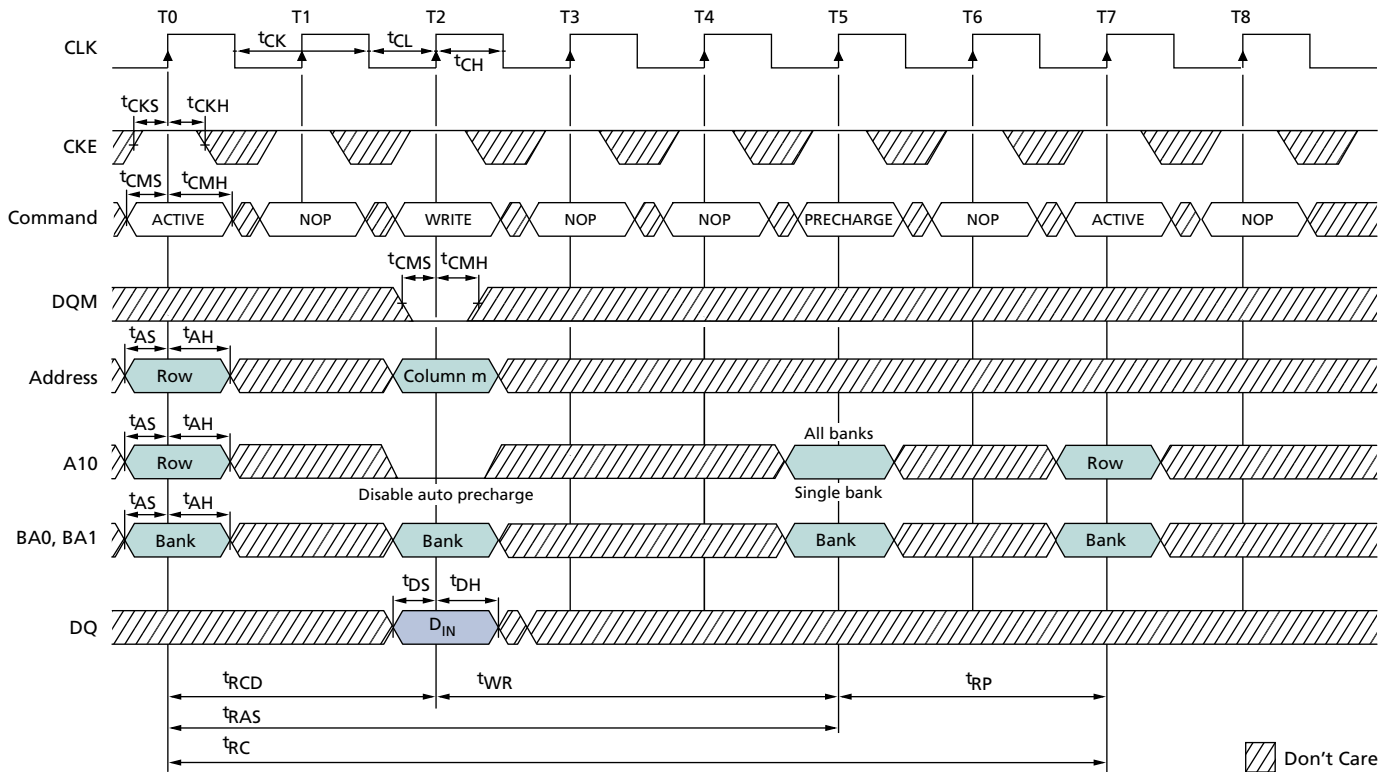 T0 T1 T2 T3 T4 T5 T6 T7 T8
CLK
tCK tCL
tCH
tCKS tCKH
CKE
tCMS tCMH
Command ACTIVE NOP WRITE NOP NOP PRECHARGE NOP ACTIVE NOP
tCMS tCMH
DQM
tAS tAH
Address Row Column m
tAS tAH
All banks
A10 Row Row
Disable auto precharge Single bank
tAS tAH
BA0, BA1 Bank Bank Bank Bank
tDS tDH
DQ DIN
tRCD tWR tRP
tRAS
tRC
Don't Care